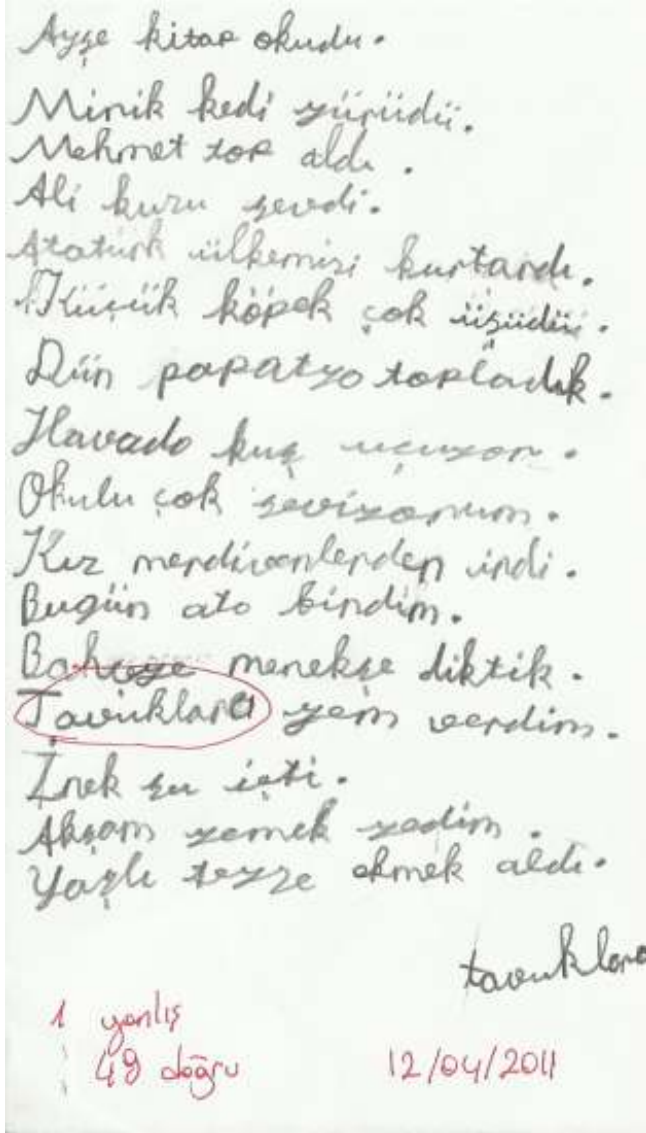 Ayşe kitap okudu.
Minik kedi yürüdü.
Mehmet top aldı.
Ali kuzu sevdi.
Atatürk ülkemizi kurtardı.
Küçük köpek çok üşüdü.
Dün papatya topladık.
Havada kuş uçuyor.
Okulu çok seviyorum.
Kız merdivenlerden indi.
Bugün ata bindim.
Bahçeye menekşe diktik.
Tavuklara yem verdim.
İnek su içti.
Akşam yemek yedim.
Yaşlı teyze ekmek aldı.
tavuklara
1 yanlış
49 doğru 12/04/2011